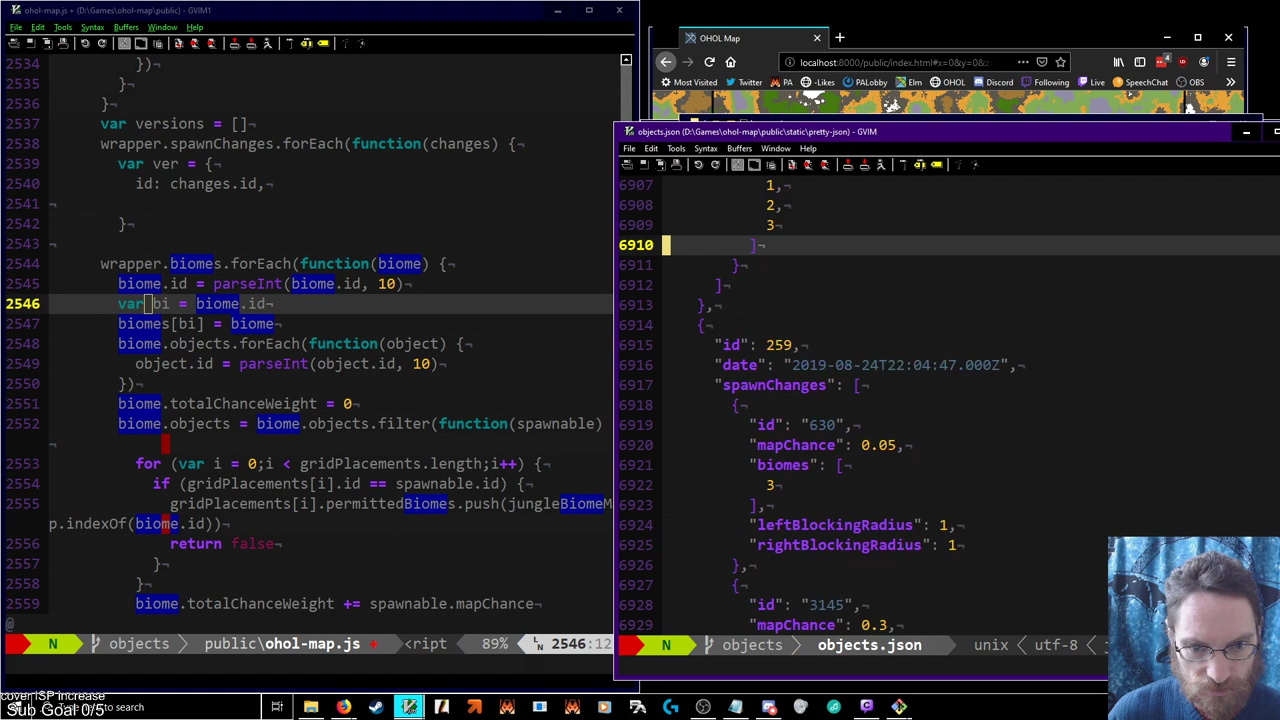 ohol-map.js + (D:\Games\ohol-map\public) - GVIM1
File Edit Tools Syntax Buffers Window Help
2534 })¬
2535 }¬
2536 }¬
2537 var versions = []¬
2538 wrapper.spawnChanges.forEach(function(changes) {¬
2539 var ver = {¬
2540 id: changes.id,¬
2541 ¬
2542 }¬
2543 ¬
2544 wrapper.biomes.forEach(function(biome) {¬
2545 biome.id = parseInt(biome.id, 10)¬
2546 var bi = biome.id¬
2547 biomes[bi] = biome¬
2548 biome.objects.forEach(function(object) {¬
2549 object.id = parseInt(object.id, 10)¬
2550 })¬
2551 biome.totalChanceWeight = 0¬
2552 biome.objects = biome.objects.filter(function(spawnable)
¬
2553 for (var i = 0;i < gridPlacements.length;i++) {¬
2554 if (gridPlacements[i].id == spawnable.id) {¬
2555 gridPlacements[i].permittedBiomes.push(jungleBiomeM
p.indexOf(biome.id))¬
2556 return false¬
2557 }¬
2558 }¬
2559 biome.totalChanceWeight += spawnable.mapChance
@
N objects public\ohol-map.js + <ript 89% 2546:12
OHOL Map
localhost:8000/public/index.html#x=0&y=0&
Most Visited Twitter PA -Likes PALobby Elm OHOL Discord Following Live SpeechChat OBS
objects.json (D:\Games\ohol-map\public\static\pretty-json) - GVIM
File Edit Tools Syntax Buffers Window Help
6907 1,¬
6908 2,¬
6909 3¬
6910 ]¬
6911 }¬
6912 ]¬
6913 },¬
6914 {¬
6915 "id": 259,¬
6916 "date": "2019-08-24T22:04:47.000Z",¬
6917 "spawnChanges": [¬
6918 {¬
6919 "id": "630",¬
6920 "mapChance": 0.05,¬
6921 "biomes": [¬
6922 3¬
6923 ],¬
6924 "leftBlockingRadius": 1,¬
6925 "rightBlockingRadius": 1¬
6926 },¬
6927 {¬
6928 "id": "3145",¬
6929 "mapChance": 0.3,¬
N objects objects.json unix utf-8
cover ISP increase
Sub Goal 0/5
here to search